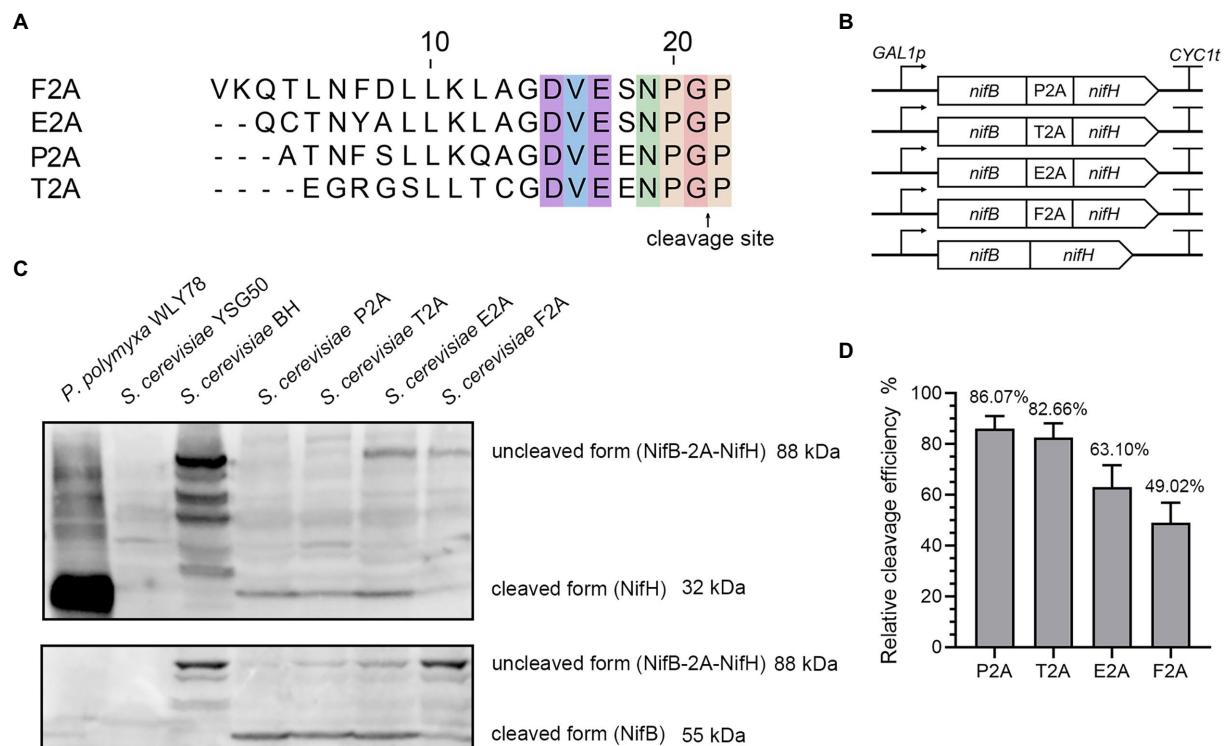 A
10 20
F2A VKQTLNFDLLKLAGDVESNPGP
E2A --QCTNYALLKLAGDVESNPGP
P2A ---ATNFSLLKQAGDVEENPGP
T2A ----EGRGSLLTCGDVEENPGP
cleavage site
B
GAL1p CYC1t
nifB P2A nifH
nifB T2A nifH
nifB E2A nifH
nifB F2A nifH
nifB nifH
C
P. polymyxa WLY78
S. cerevisiae YSG50
S. cerevisiae BH
S. cerevisiae P2A
S. cerevisiae T2A
S. cerevisiae E2A
S. cerevisiae F2A
uncleaved form (NifB-2A-NifH) 88 kDa
cleaved form (NifH) 32 kDa
uncleaved form (NifB-2A-NifH) 88 kDa
cleaved form (NifB) 55 kDa
D
Relative cleavage efficiency %
100
80
60
40
20
0
86.07%
82.66%
63.10%
49.02%
P2A T2A E2A F2A